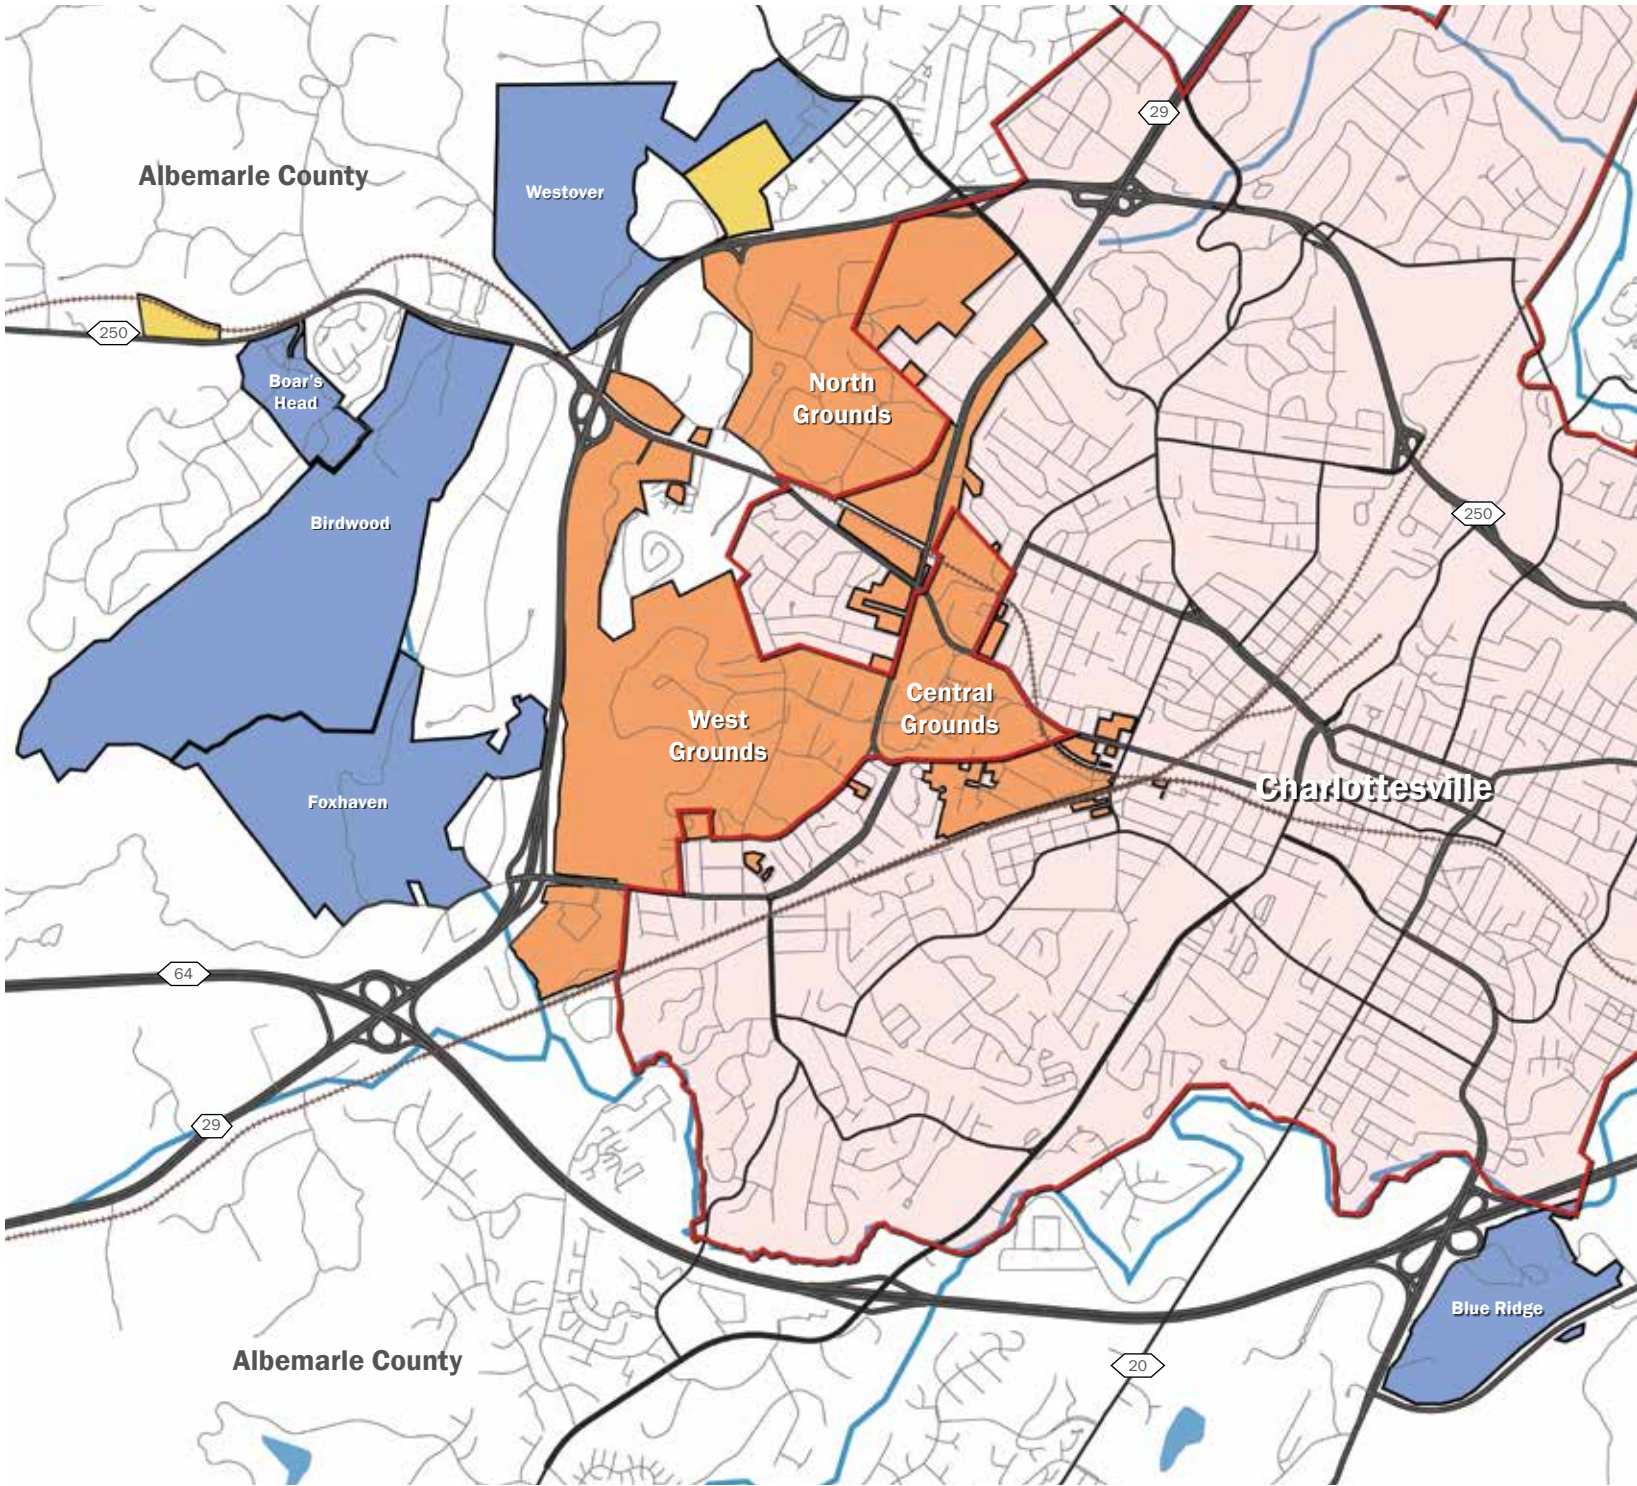 29
Albemarle County
Westover
250
Boar's
Head
North
Grounds
Birdwood
250
West
Grounds
Central
Grounds
Foxhaven
Charlottesville
64
29
Blue Ridge
Albemarle County
20